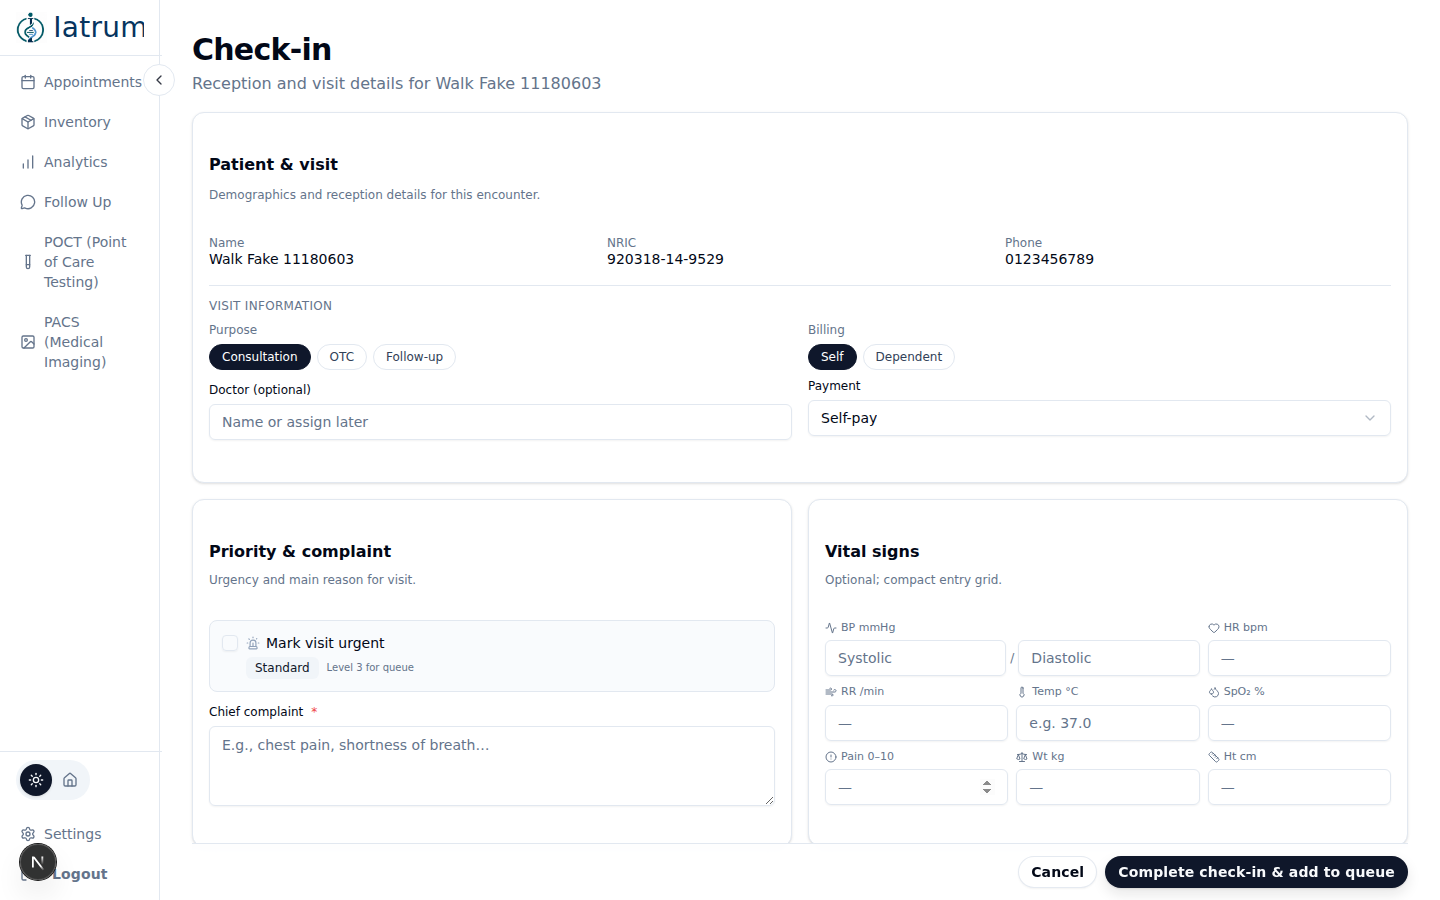 Iatrum
Appointments
Inventory
Analytics
Follow Up
POCT (Point
of Care
Testing)
PACS
(Medical
Imaging)
Settings
N
Logout
Check-in
Reception and visit details for Walk Fake 11180603
Patient & visit
Demographics and reception details for this encounter.
Name
Walk Fake 11180603
NRIC
920318-14-9529
Phone
0123456789
VISIT INFORMATION
Purpose
Consultation OTC Follow-up
Doctor (optional)
Name or assign later
Billing
Self Dependent
Payment
Self-pay
Priority & complaint
Urgency and main reason for visit.
Mark visit urgent
Standard Level 3 for queue
Chief complaint *
E.g., chest pain, shortness of breath...
Vital signs
Optional; compact entry grid.
BP mmHg
Systolic / Diastolic
HR bpm
—
RR /min
—
Temp °C
e.g. 37.0
SpO₂ %
—
Pain 0–10
—
Wt kg
—
Ht cm
—
Cancel
Complete check-in & add to queue